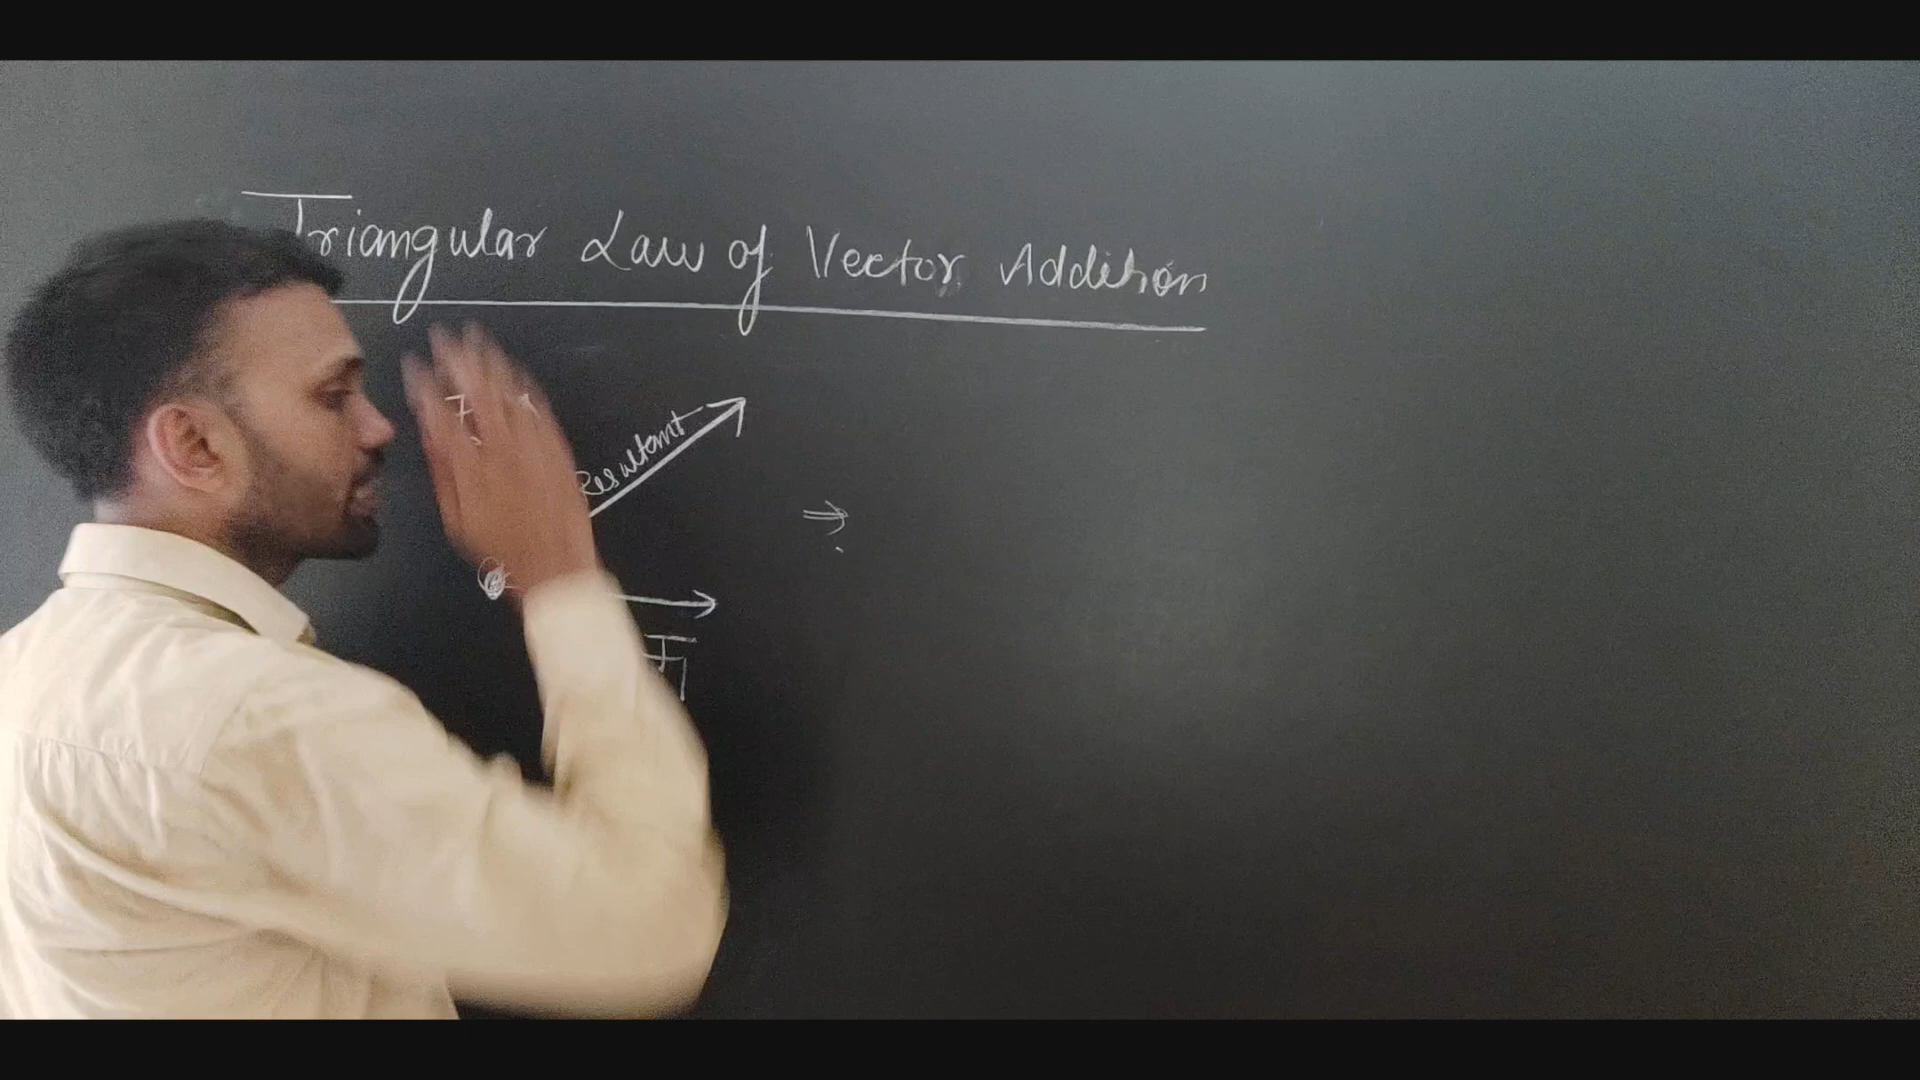 Triangular Law of Vector Addition
Resultant
⇒
F₁